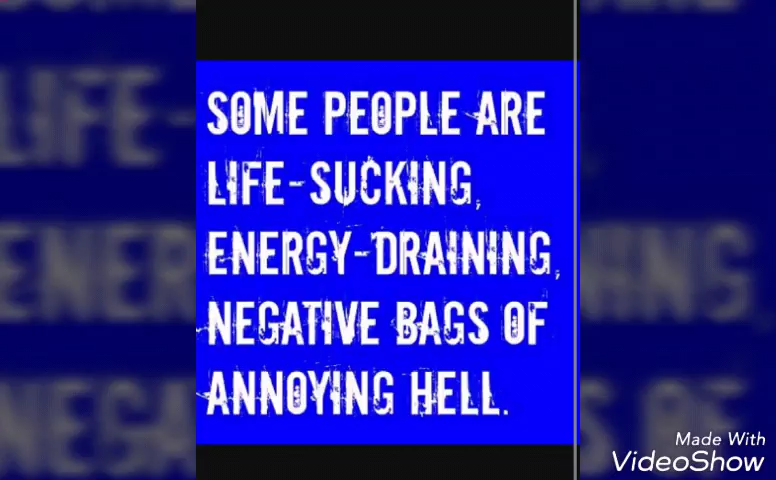 SOME PEOPLE ARE
LIFE-SUCKING,
ENERGY-DRAINING,
NEGATIVE BAGS OF
ANNOYING HELL.
Made With
VideoShow